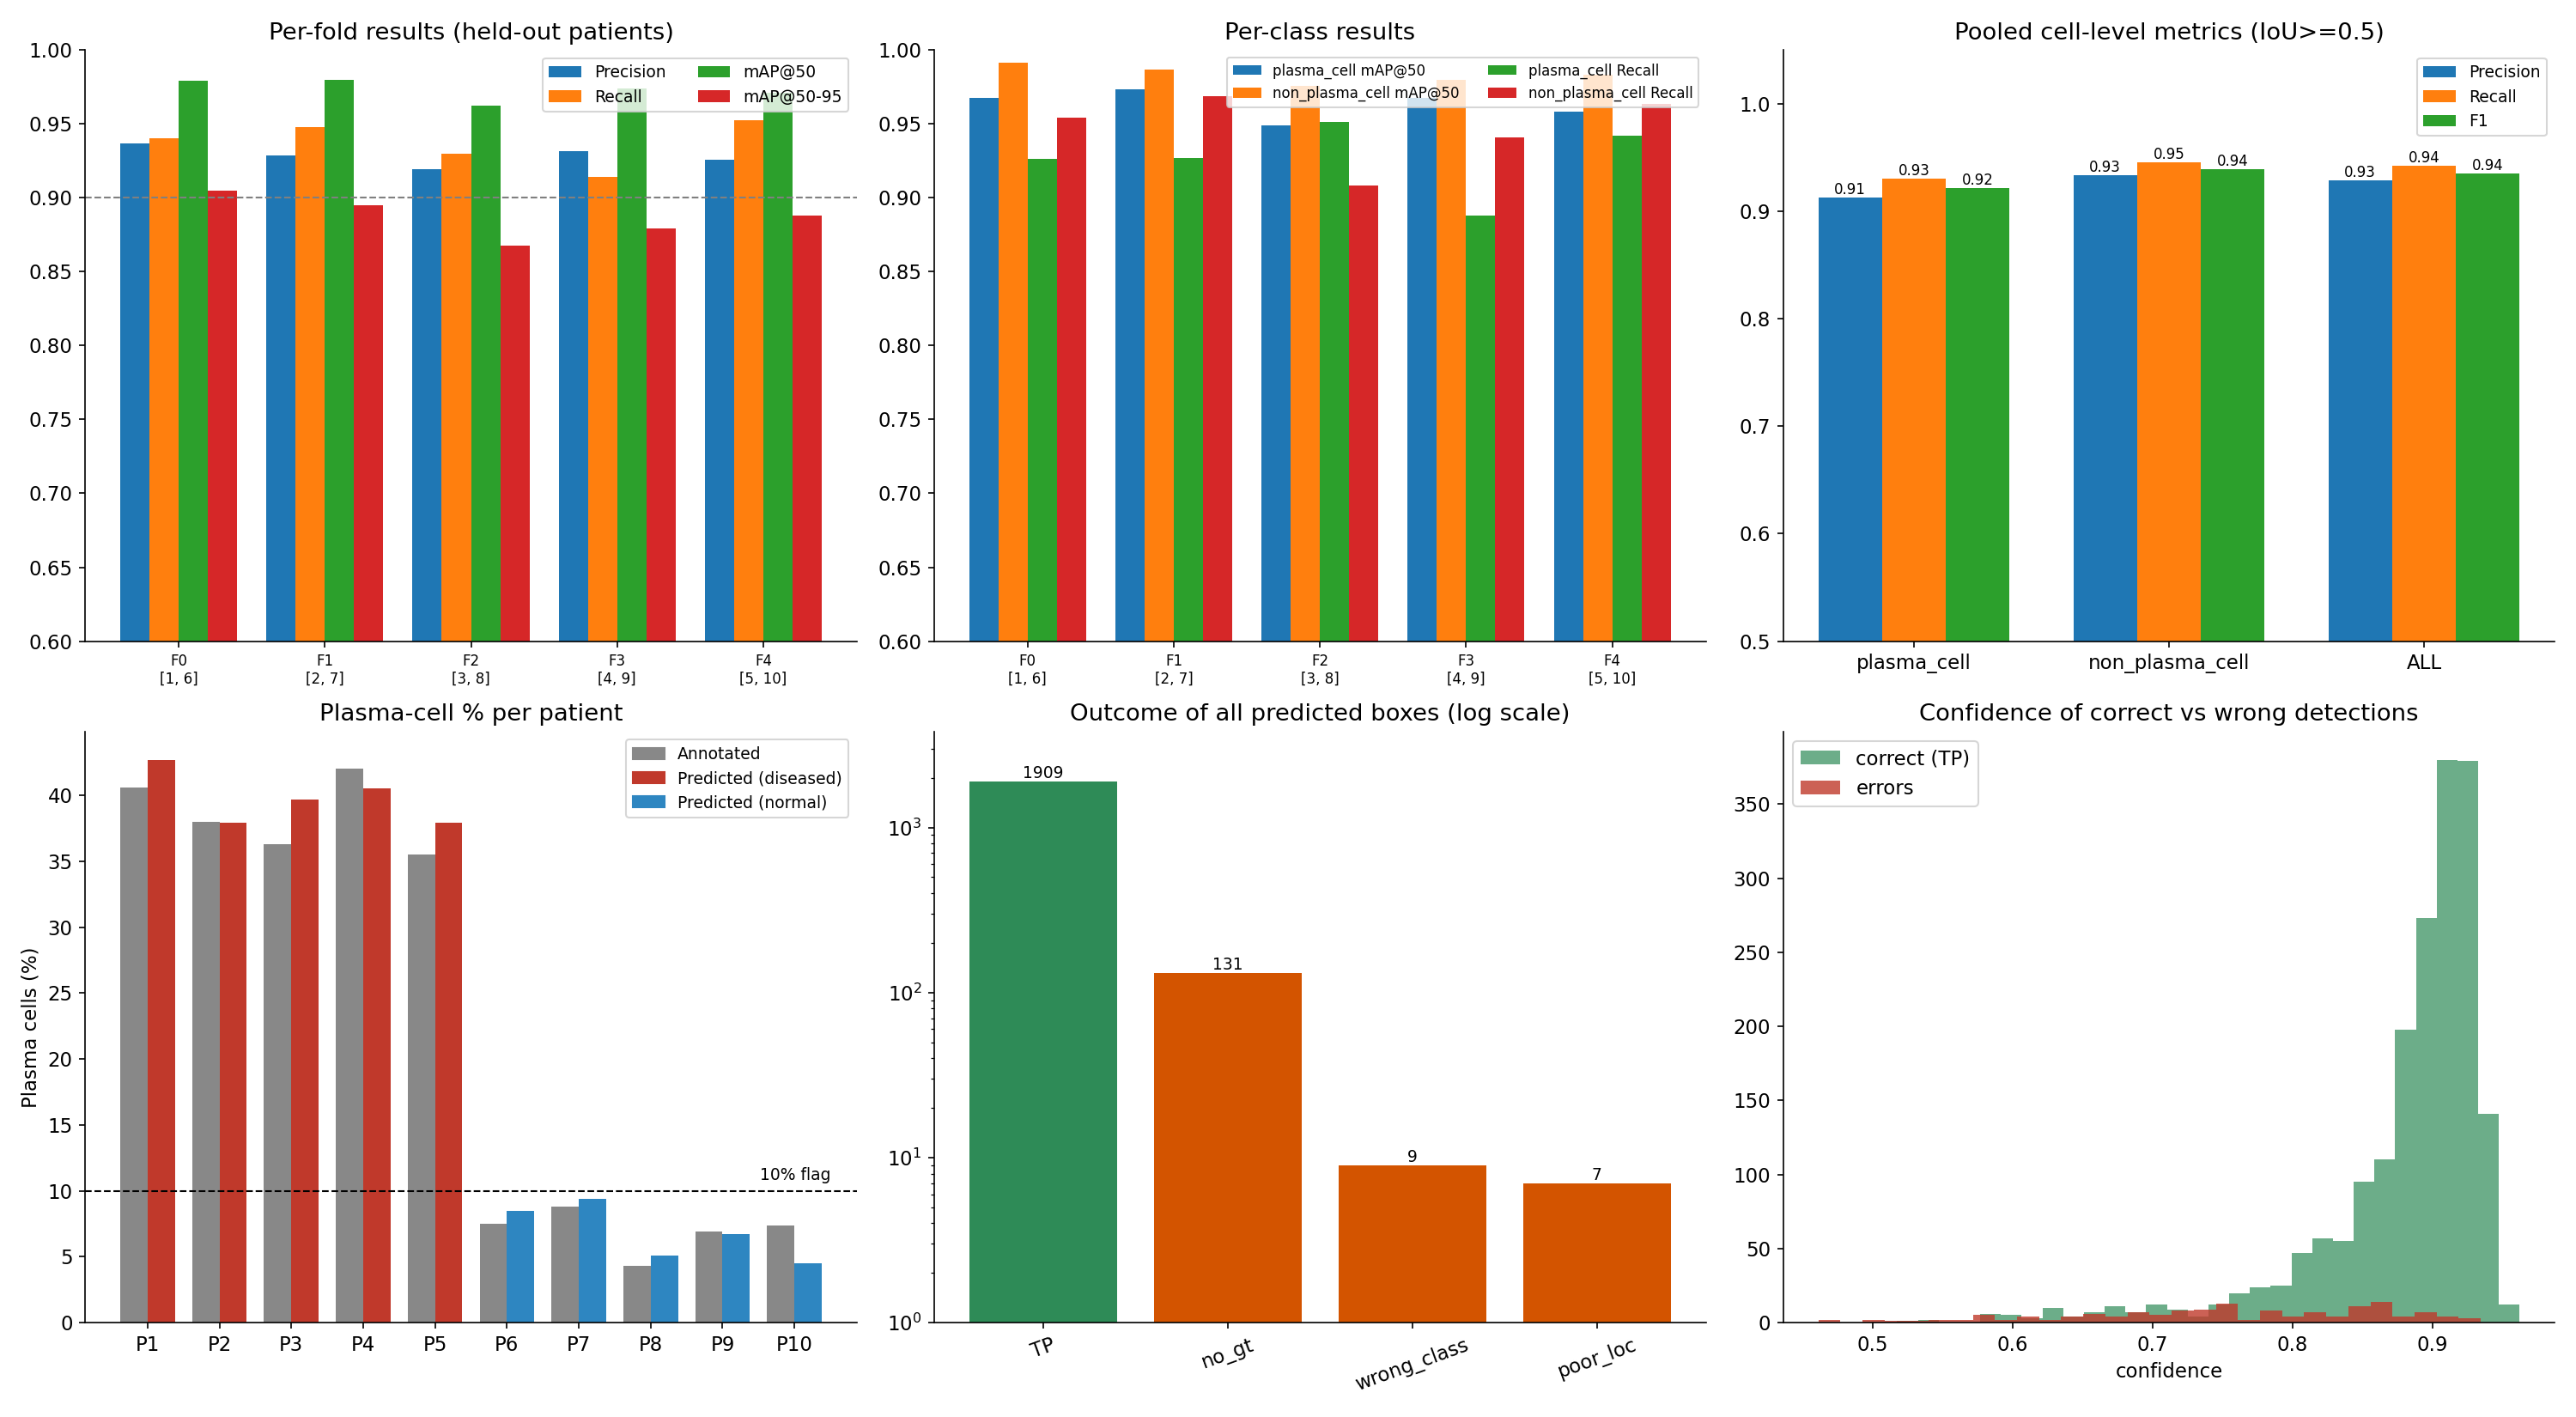 Per-fold results (held-out patients)
Precision
Recall
mAP@50
mAP@50-95
1.00
0.95
0.90
0.85
0.80
0.75
0.70
0.65
0.60
F0
[1, 6]
F1
[2, 7]
F2
[3, 8]
F3
[4, 9]
F4
[5, 10]
Per-class results
plasma_cell mAP@50
non_plasma_cell mAP@50
plasma_cell Recall
non_plasma_cell Recall
1.00
0.95
0.90
0.85
0.80
0.75
0.70
0.65
0.60
F0
[1, 6]
F1
[2, 7]
F2
[3, 8]
F3
[4, 9]
F4
[5, 10]
Pooled cell-level metrics (IoU>=0.5)
Precision
Recall
F1
1.0
0.9
0.8
0.7
0.6
0.5
0.91
0.93
0.92
0.93
0.95
0.94
0.93
0.94
0.94
plasma_cell
non_plasma_cell
ALL
Plasma-cell % per patient
Annotated
Predicted (diseased)
Predicted (normal)
Plasma cells (%)
40
35
30
25
20
15
10
5
0
10% flag
P1
P2
P3
P4
P5
P6
P7
P8
P9
P10
Outcome of all predicted boxes (log scale)
10³
10²
10¹
10⁰
1909
131
9
7
TP
no_gt
wrong_class
poor_loc
Confidence of correct vs wrong detections
correct (TP)
errors
350
300
250
200
150
100
50
0
0.5
0.6
0.7
0.8
0.9
confidence